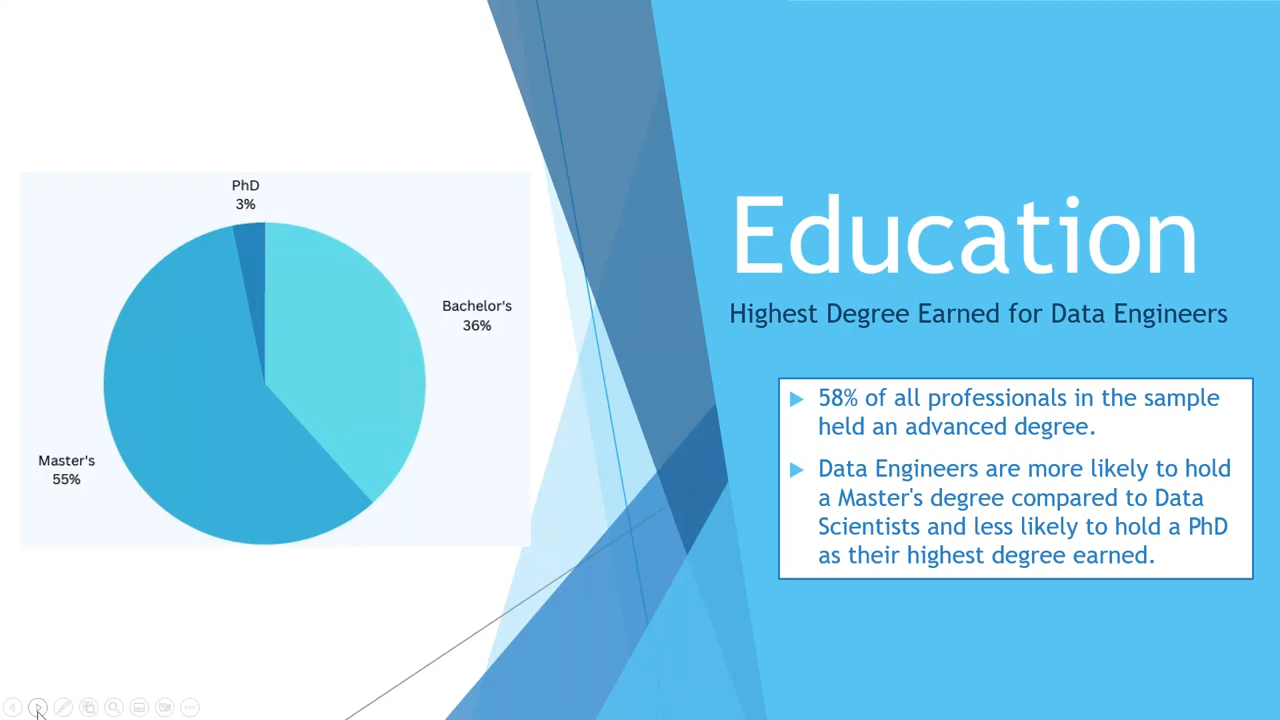 PhD
3%
Bachelor's
36%
Master's
55%
Education
Highest Degree Earned for Data Engineers
58% of all professionals in the sample
held an advanced degree.
Data Engineers are more likely to hold
a Master's degree compared to Data
Scientists and less likely to hold a PhD
as their highest degree earned.